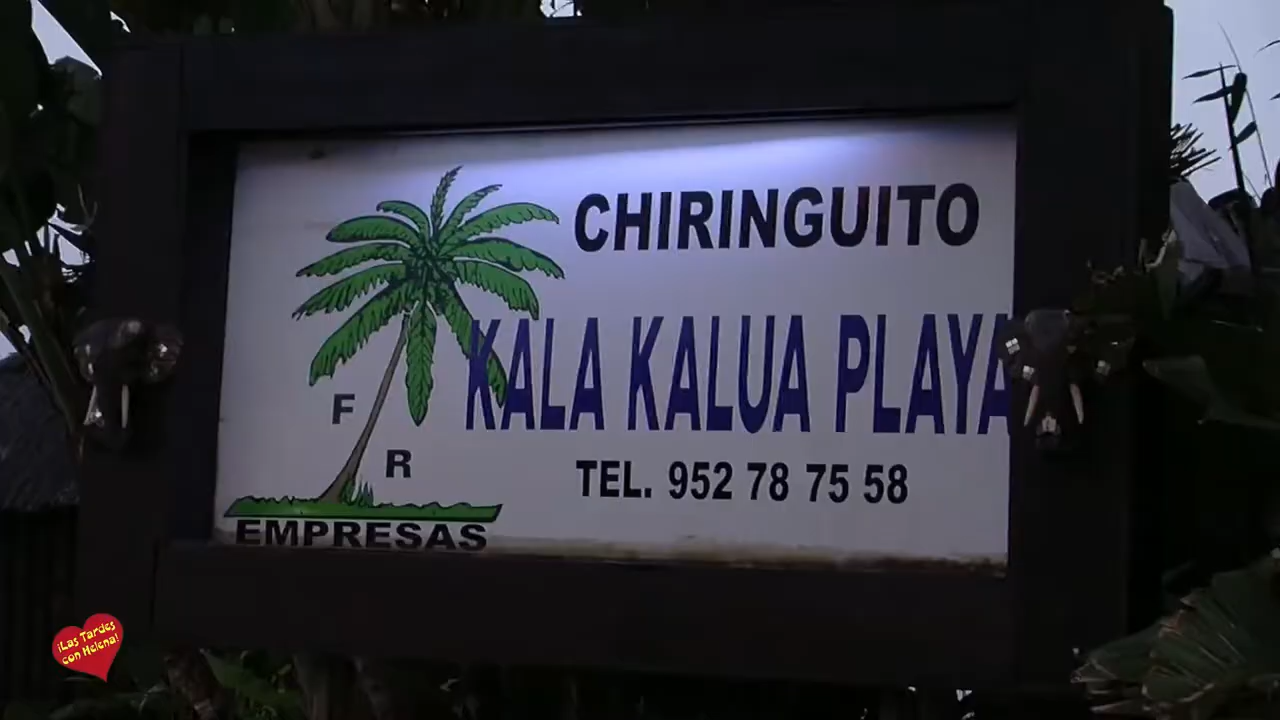 CHIRINGUITO
KALA KALUA PLAYA
TEL. 952 78 75 58
F
R
EMPRESAS
¡Las Tardes
con Helena!